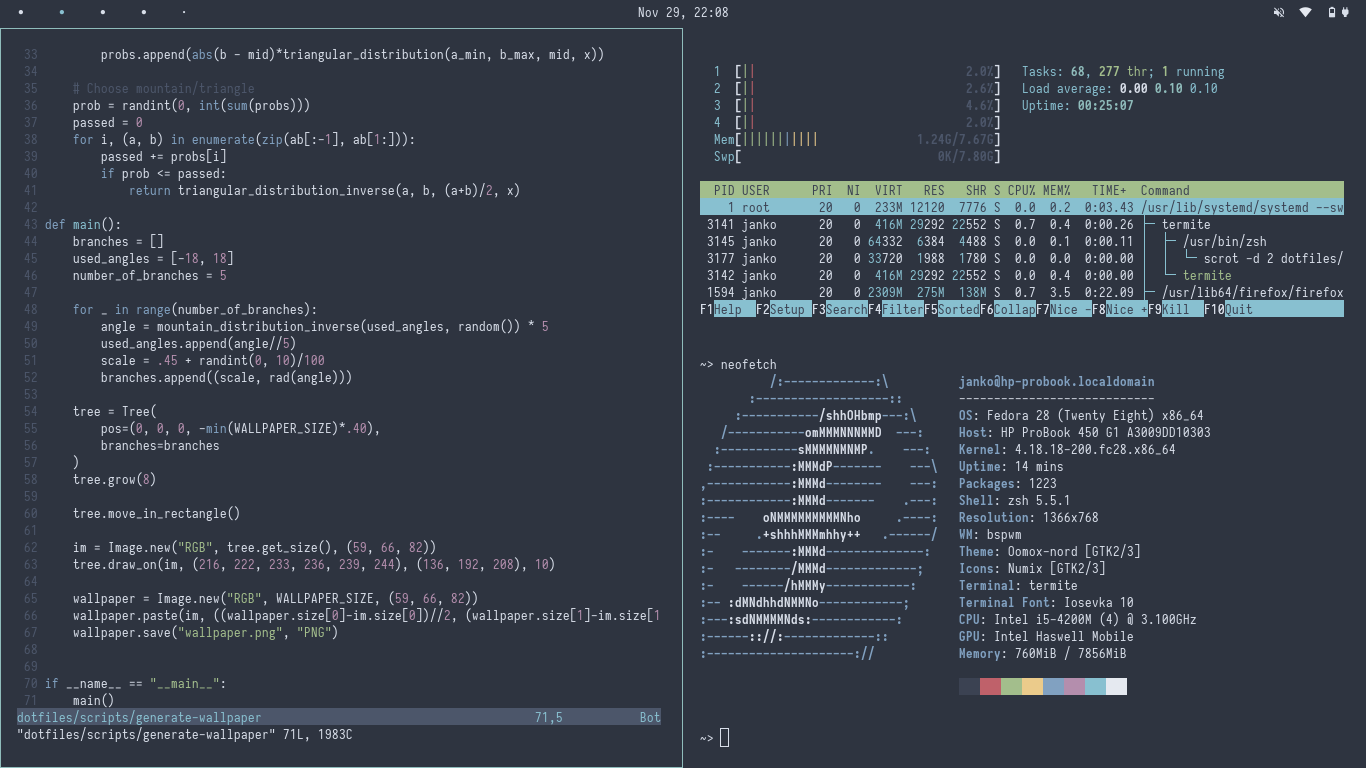 Nov 29, 22:08
33         probs.append(abs(b - mid)*triangular_distribution(a_min, b_max, mid, x))
34
35     # Choose mountain/triangle
36     prob = randint(0, int(sum(probs)))
37     passed = 0
38     for i, (a, b) in enumerate(zip(ab[:-1], ab[1:])):
39         passed += probs[i]
40         if prob <= passed:
41             return triangular_distribution_inverse(a, b, (a+b)/2, x)
42
43 def main():
44     branches = []
45     used_angles = [-18, 18]
46     number_of_branches = 5
47
48     for _ in range(number_of_branches):
49         angle = mountain_distribution_inverse(used_angles, random()) * 5
50         used_angles.append(angle//5)
51         scale = .45 + randint(0, 10)/100
52         branches.append((scale, rad(angle)))
53
54     tree = Tree(
55         pos=(0, 0, 0, -min(WALLPAPER_SIZE)*.40),
56         branches=branches
57     )
58     tree.grow(8)
59
60     tree.move_in_rectangle()
61
62     im = Image.new("RGB", tree.get_size(), (59, 66, 82))
63     tree.draw_on(im, (216, 222, 233, 236, 239, 244), (136, 192, 208), 10)
64
65     wallpaper = Image.new("RGB", WALLPAPER_SIZE, (59, 66, 82))
66     wallpaper.paste(im, ((wallpaper.size[0]-im.size[0])//2, (wallpaper.size[1]-im.size[1
67     wallpaper.save("wallpaper.png", "PNG")
68
69
70 if __name__ == "__main__":
71     main()
dotfiles/scripts/generate-wallpaper 71,5 Bot
"dotfiles/scripts/generate-wallpaper" 71L, 1983C
1  [|| 2.0%] Tasks: 68, 277 thr; 1 running
2  [|| 2.6%] Load average: 0.00 0.10 0.10
3  [|| 4.6%] Uptime: 00:25:07
4  [|| 2.0%]
Mem[||||||||||| 1.24G/7.67G]
Swp[ 0K/7.80G]
PID USER PRI NI VIRT RES SHR S CPU% MEM% TIME+ Command
1 root 20 0 233M 12120 7776 S 0.0 0.2 0:03.43 /usr/lib/systemd/systemd --sw
3141 janko 20 0 416M 29292 22552 S 0.7 0.4 0:00.26 ├─ termite
3145 janko 20 0 64332 6384 4488 S 0.0 0.1 0:00.11 │  ├─ /usr/bin/zsh
3177 janko 20 0 33720 1988 1780 S 0.0 0.0 0:00.00 │  │  └─ scrot -d 2 dotfiles/
3142 janko 20 0 416M 29292 22552 S 0.0 0.4 0:00.00 │  └─ termite
1594 janko 20 0 2309M 275M 138M S 0.7 3.5 0:22.09 ├─ /usr/lib64/firefox/firefox
F1Help F2Setup F3SearchF4FilterF5SortedF6CollapF7Nice -F8Nice +F9Kill F10Quit
~> neofetch
          /:-------------:\
       :-------------------::
     :-----------/shhOHbmp---:\
   /-----------omMMMNNNMMD  ---:
  :-----------sMMMMNMNMP.    ---:
 :-----------:MMMdP-------    ---\
,------------:MMMd--------    ---:
:------------:MMMd-------    .---:
:----    oNMMMMMMMMMNho     .----:
:--     .+shhhMMMmhhy++   .------/
:-    -------:MMMd--------------:
:-   --------/MMMd-------------;
:-    ------/hMMMy------------:
:-- :dMNdhhdNMMNo------------;
:---:sdNMMMMNds:------------:
:------:://:-------------::
:---------------------://
janko@hp-probook.localdomain
----------------------------
OS: Fedora 28 (Twenty Eight) x86_64
Host: HP ProBook 450 G1 A3009DD10303
Kernel: 4.18.18-200.fc28.x86_64
Uptime: 14 mins
Packages: 1223
Shell: zsh 5.5.1
Resolution: 1366x768
WM: bspwm
Theme: Oomox-nord [GTK2/3]
Icons: Numix [GTK2/3]
Terminal: termite
Terminal Font: Iosevka 10
CPU: Intel i5-4200M (4) @ 3.100GHz
GPU: Intel Haswell Mobile
Memory: 760MiB / 7856MiB
~>